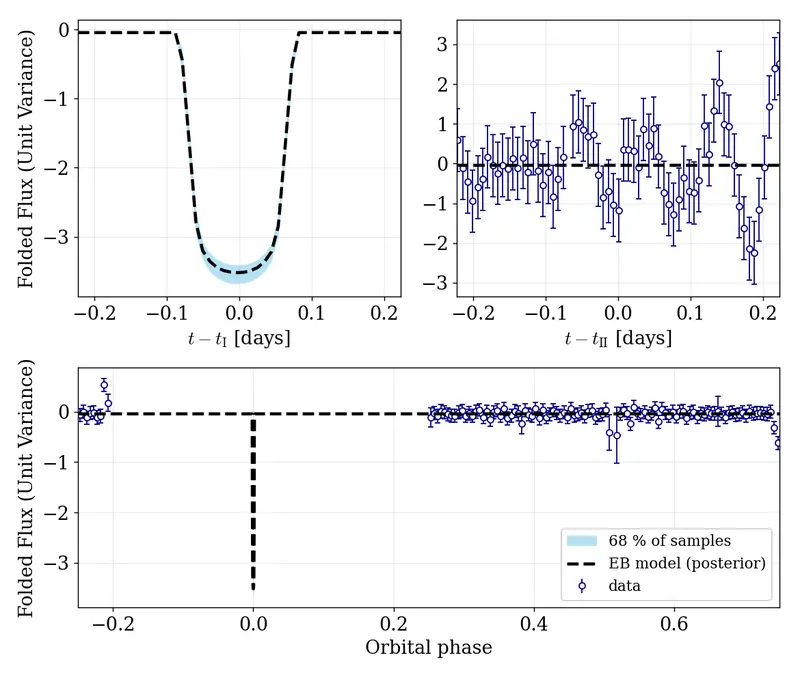 Folded Flux (Unit Variance)
0
−1
−2
−3
−0.2 −0.1 0.0 0.1 0.2
t − t_I [days]
3
2
1
0
−1
−2
−3
−0.2 −0.1 0.0 0.1 0.2
t − t_II [days]
Folded Flux (Unit Variance)
0
−1
−2
−3
68 % of samples
EB model (posterior)
data
−0.2 0.0 0.2 0.4 0.6
Orbital phase